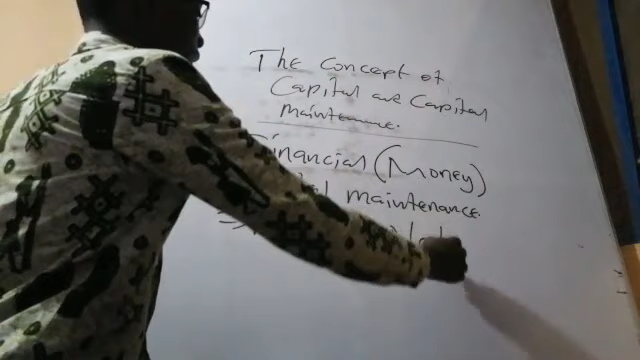 The Concept of
Capital and Capital
Maintenance.
Financial (Money)
maintenance.